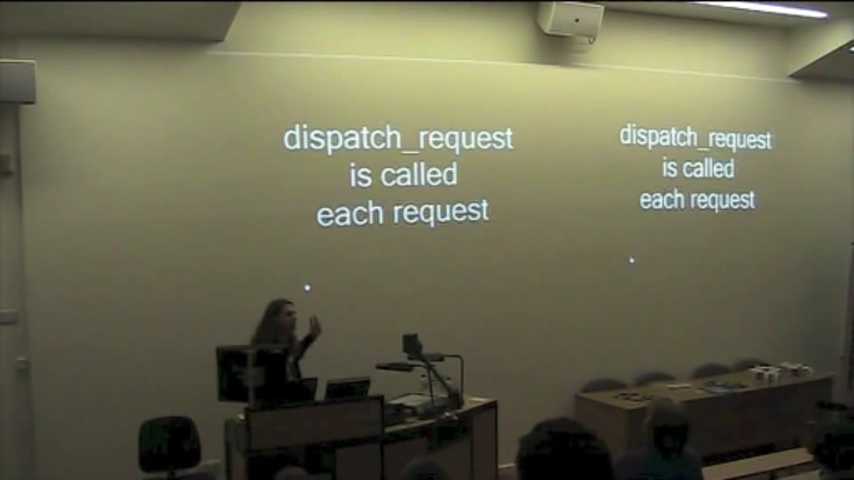 dispatch_request
is called
each request
dispatch_request
is called
each request